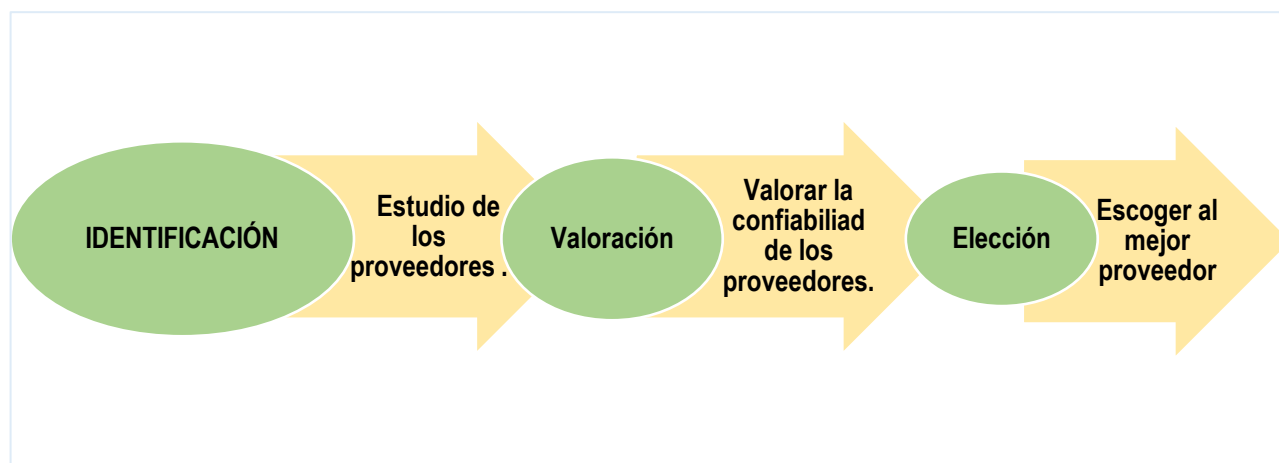 IDENTIFICACIÓN
Estudio de
los
proveedores .
Valoración
Valorar la
confiabiliad
de los
proveedores.
Elección
Escoger al
mejor
proveedor